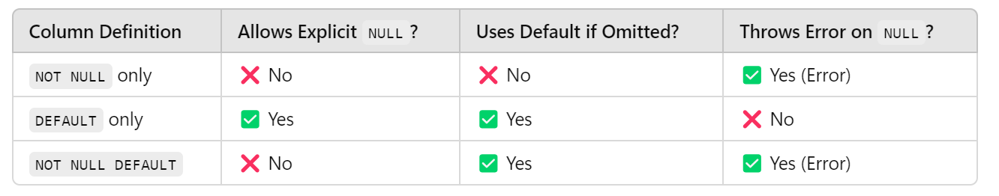 Column Definition Allows Explicit NULL ? Uses Default if Omitted? Throws Error on NULL ?
NOT NULL only ❌ No ❌ No ✅ Yes (Error)
DEFAULT only ✅ Yes ✅ Yes ❌ No
NOT NULL DEFAULT ❌ No ✅ Yes ✅ Yes (Error)